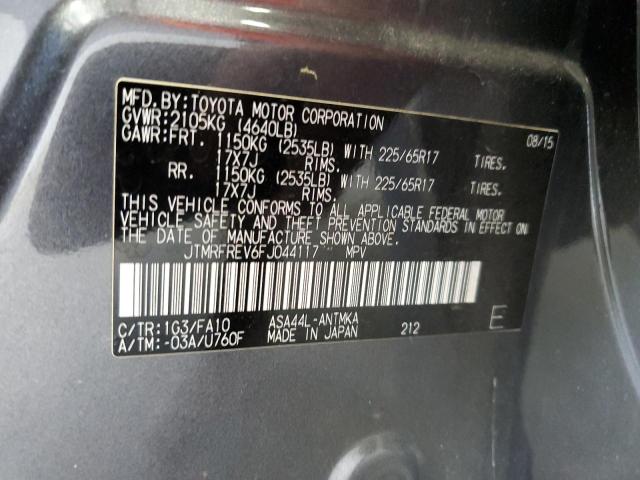 MFD.BY:TOYOTA MOTOR CORPORATION 08/15
GVWR:2105KG (4640LB)
GAWR:FRT. 1150KG (2535LB) WITH 225/65R17 TIRES.
17X7J RIMS.
RR. 1150KG (2535LB) WITH 225/65R17 TIRES.
17X7J RIMS.
THIS VEHICLE CONFORMS TO ALL APPLICABLE FEDERAL MOTOR
VEHICLE SAFETY AND THEFT PREVENTION STANDARDS IN EFFECT ON
THE DATE OF MANUFACTURE SHOWN ABOVE.
JTMRFREV6FJ044117 MPV
C/TR:1G3/FA10 ASA44L-ANTMKA E
A/TM:-03A/U760F MADE IN JAPAN 212